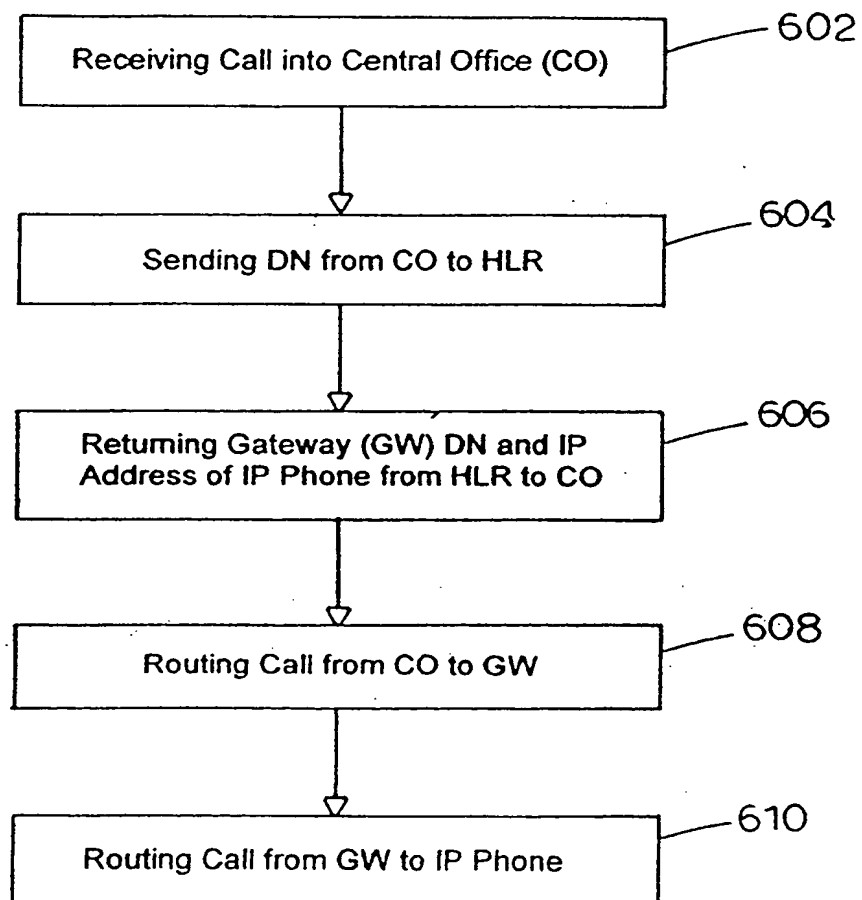 Receiving Call into Central Office (CO)
602
Sending DN from CO to HLR
604
Returning Gateway (GW) DN and IP
Address of IP Phone from HLR to CO
606
Routing Call from CO to GW
608
Routing Call from GW to IP Phone
610